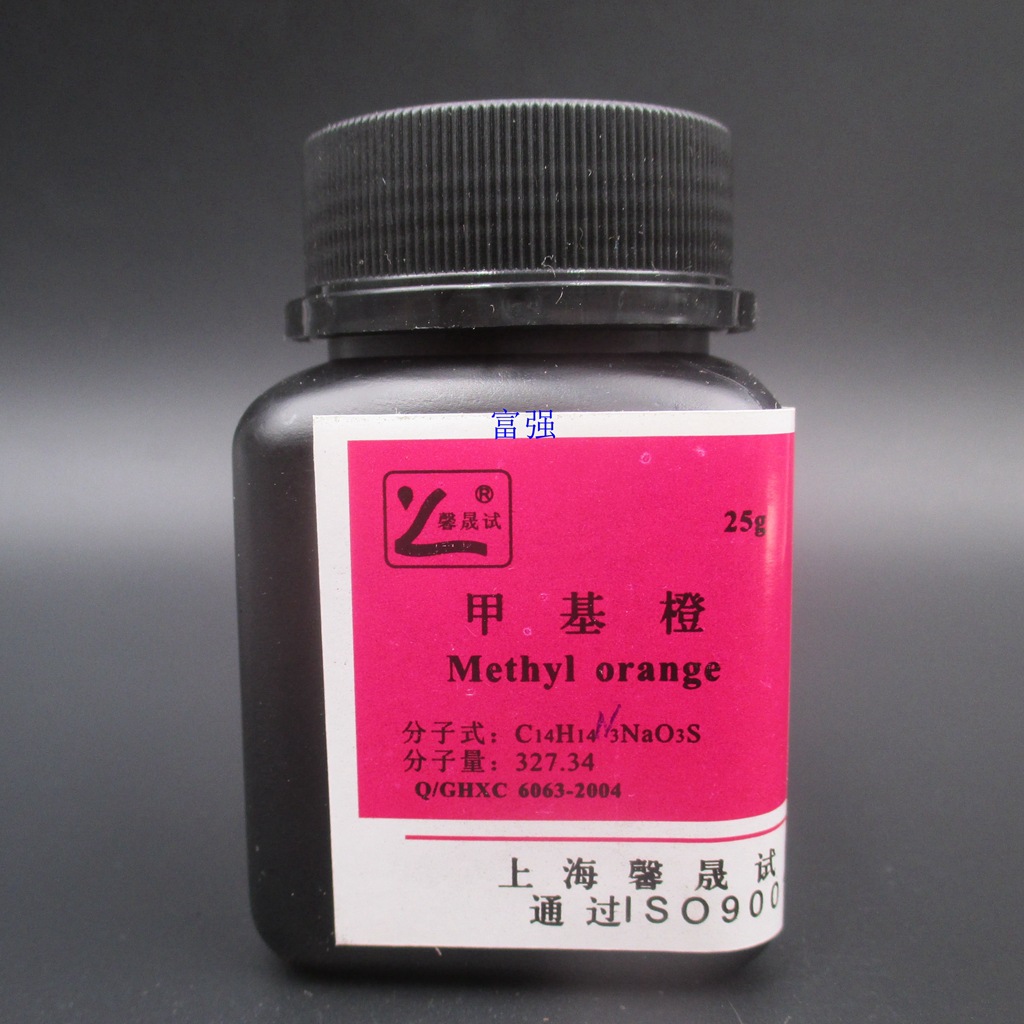 富强
馨晟试®
25g
甲基橙
Methyl orange
分子式：C14H14N3NaO3S
分子量：327.34
Q/GHXC 6063-2004
上海馨晟试
通过ISO900